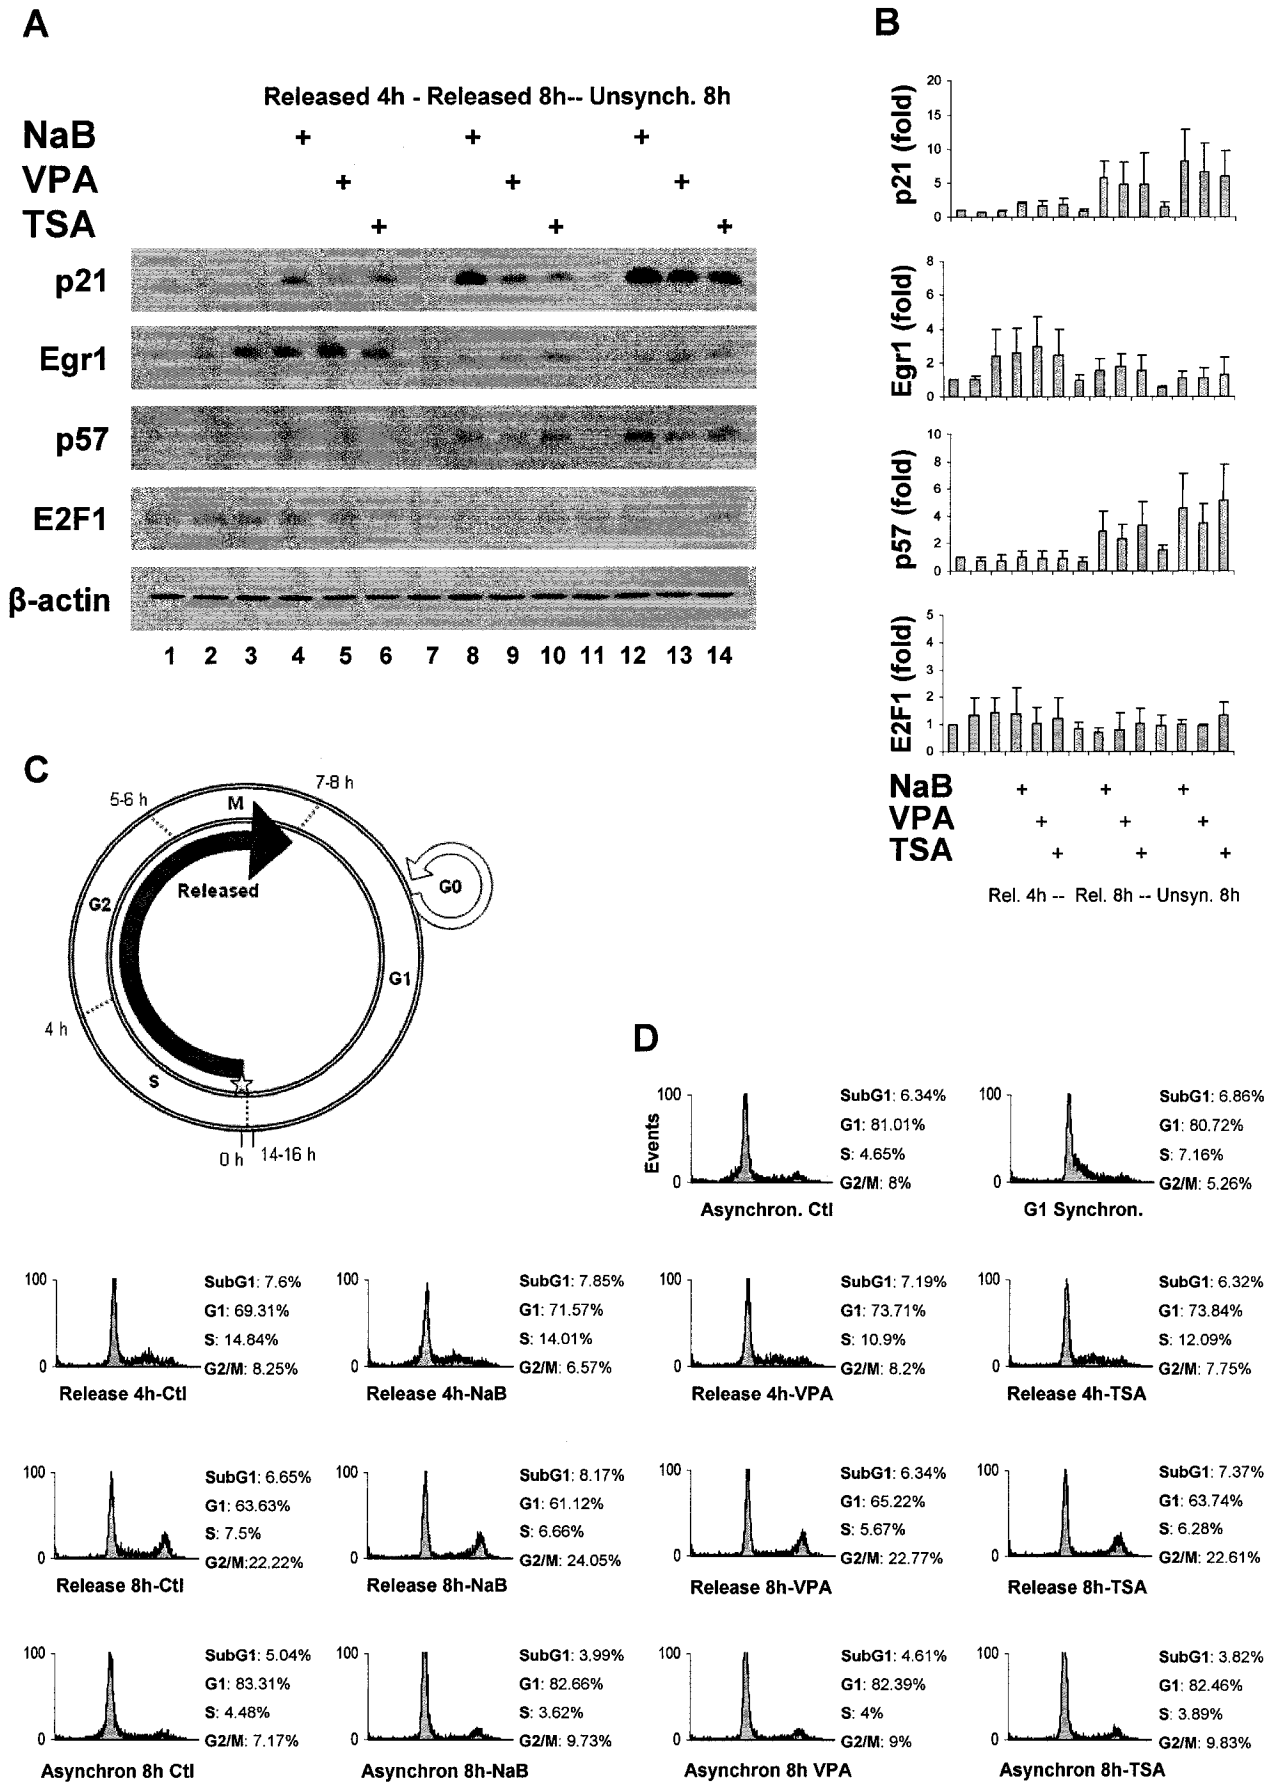 A
Released 4h - Released 8h-- Unsynch. 8h
NaB + + +
VPA + + +
TSA + + +
p21
Egr1
p57
E2F1
β-actin
1 2 3 4 5 6 7 8 9 10 11 12 13 14
B
p21 (fold)
20
15
10
5
0
Egr1 (fold)
8
6
4
2
0
p57 (fold)
10
8
6
4
2
0
E2F1 (fold)
5
4
3
2
1
0
NaB + + +
VPA + + +
TSA + + +
Rel. 4h -- Rel. 8h -- Unsyn. 8h
C
5-6 h
M
7-8 h
Released
G0
G2
G1
4 h
S
0 h
14-16 h
D
Events
100
0
SubG1: 6.34%
G1: 81.01%
S: 4.65%
G2/M: 8%
Asynchron. Ctl
100
0
SubG1: 6.86%
G1: 80.72%
S: 7.16%
G2/M: 5.26%
G1 Synchron.
100
0
SubG1: 7.6%
G1: 69.31%
S: 14.84%
G2/M: 8.25%
Release 4h-Ctl
100
0
SubG1: 7.85%
G1: 71.57%
S: 14.01%
G2/M: 6.57%
Release 4h-NaB
100
0
SubG1: 7.19%
G1: 73.71%
S: 10.9%
G2/M: 8.2%
Release 4h-VPA
100
0
SubG1: 6.32%
G1: 73.84%
S: 12.09%
G2/M: 7.75%
Release 4h-TSA
100
0
SubG1: 6.65%
G1: 63.63%
S: 7.5%
G2/M:22.22%
Release 8h-Ctl
100
0
SubG1: 8.17%
G1: 61.12%
S: 6.66%
G2/M: 24.05%
Release 8h-NaB
100
0
SubG1: 6.34%
G1: 65.22%
S: 5.67%
G2/M: 22.77%
Release 8h-VPA
100
0
SubG1: 7.37%
G1: 63.74%
S: 6.28%
G2/M: 22.61%
Release 8h-TSA
100
0
SubG1: 5.04%
G1: 83.31%
S: 4.48%
G2/M: 7.17%
Asynchron 8h Ctl
100
0
SubG1: 3.99%
G1: 82.66%
S: 3.62%
G2/M: 9.73%
Asynchron 8h-NaB
100
0
SubG1: 4.61%
G1: 82.39%
S: 4%
G2/M: 9%
Asynchron 8h VPA
100
0
SubG1: 3.82%
G1: 82.46%
S: 3.89%
G2/M: 9.83%
Asynchron 8h-TSA